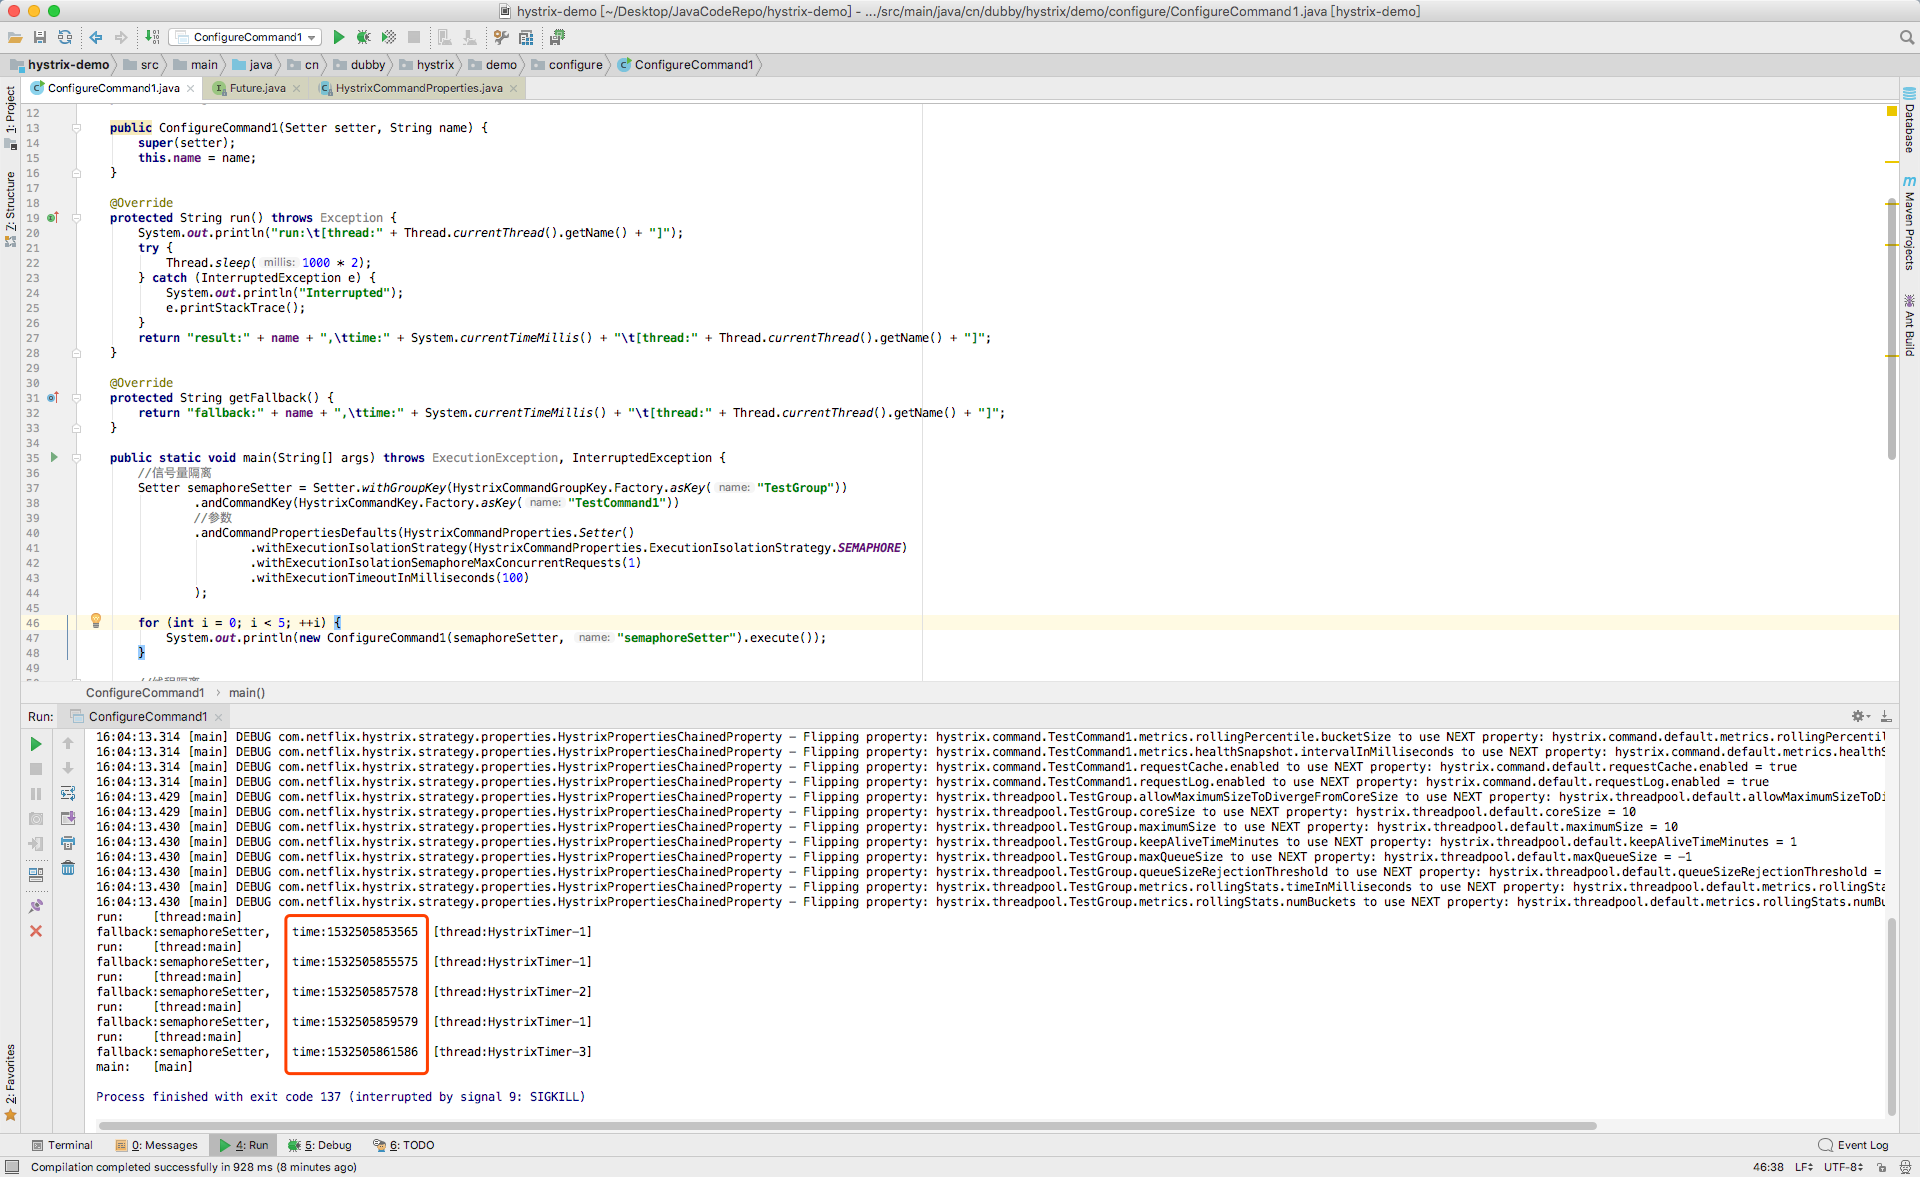 hystrix-demo [~/Desktop/JavaCodeRepo/hystrix-demo] - .../src/main/java/cn/dubby/hystrix/demo/configure/ConfigureCommand1.java [hystrix-demo]
ConfigureCommand1
hystrix-demo src main java cn dubby hystrix demo configure ConfigureCommand1
ConfigureCommand1.java Future.java HystrixCommandProperties.java
1: Project
Z: Structure
2: Favorites
Database
m Maven Projects
Ant Build
12
13 public ConfigureCommand1(Setter setter, String name) {
14 super(setter);
15 this.name = name;
16 }
17
18 @Override
19 protected String run() throws Exception {
20 System.out.println("run:\t[thread:" + Thread.currentThread().getName() + "]");
21 try {
22 Thread.sleep( millis: 1000 * 2);
23 } catch (InterruptedException e) {
24 System.out.println("Interrupted");
25 e.printStackTrace();
26 }
27 return "result:" + name + ",\ttime:" + System.currentTimeMillis() + "\t[thread:" + Thread.currentThread().getName() + "]";
28 }
29
30 @Override
31 protected String getFallback() {
32 return "fallback:" + name + ",\ttime:" + System.currentTimeMillis() + "\t[thread:" + Thread.currentThread().getName() + "]";
33 }
34
35 public static void main(String[] args) throws ExecutionException, InterruptedException {
36 //信号量隔离
37 Setter semaphoreSetter = Setter.withGroupKey(HystrixCommandGroupKey.Factory.asKey( name: "TestGroup"))
38 .andCommandKey(HystrixCommandKey.Factory.asKey( name: "TestCommand1"))
39 //参数
40 .andCommandPropertiesDefaults(HystrixCommandProperties.Setter()
41 .withExecutionIsolationStrategy(HystrixCommandProperties.ExecutionIsolationStrategy.SEMAPHORE)
42 .withExecutionIsolationSemaphoreMaxConcurrentRequests(1)
43 .withExecutionTimeoutInMilliseconds(100)
44 );
45
46 for (int i = 0; i < 5; ++i) {
47 System.out.println(new ConfigureCommand1(semaphoreSetter, name: "semaphoreSetter").execute());
48 }
49
ConfigureCommand1 › main()
Run: ConfigureCommand1
16:04:13.314 [main] DEBUG com.netflix.hystrix.strategy.properties.HystrixPropertiesChainedProperty - Flipping property: hystrix.command.TestCommand1.metrics.rollingPercentile.bucketSize to use NEXT property: hystrix.command.default.metrics.rollingPercentil
16:04:13.314 [main] DEBUG com.netflix.hystrix.strategy.properties.HystrixPropertiesChainedProperty - Flipping property: hystrix.command.TestCommand1.metrics.healthSnapshot.intervalInMilliseconds to use NEXT property: hystrix.command.default.metrics.healthS
16:04:13.314 [main] DEBUG com.netflix.hystrix.strategy.properties.HystrixPropertiesChainedProperty - Flipping property: hystrix.command.TestCommand1.requestCache.enabled to use NEXT property: hystrix.command.default.requestCache.enabled = true
16:04:13.314 [main] DEBUG com.netflix.hystrix.strategy.properties.HystrixPropertiesChainedProperty - Flipping property: hystrix.command.TestCommand1.requestLog.enabled to use NEXT property: hystrix.command.default.requestLog.enabled = true
16:04:13.429 [main] DEBUG com.netflix.hystrix.strategy.properties.HystrixPropertiesChainedProperty - Flipping property: hystrix.threadpool.TestGroup.allowMaximumSizeToDivergeFromCoreSize to use NEXT property: hystrix.threadpool.default.allowMaximumSizeToDi
16:04:13.429 [main] DEBUG com.netflix.hystrix.strategy.properties.HystrixPropertiesChainedProperty - Flipping property: hystrix.threadpool.TestGroup.coreSize to use NEXT property: hystrix.threadpool.default.coreSize = 10
16:04:13.430 [main] DEBUG com.netflix.hystrix.strategy.properties.HystrixPropertiesChainedProperty - Flipping property: hystrix.threadpool.TestGroup.maximumSize to use NEXT property: hystrix.threadpool.default.maximumSize = 10
16:04:13.430 [main] DEBUG com.netflix.hystrix.strategy.properties.HystrixPropertiesChainedProperty - Flipping property: hystrix.threadpool.TestGroup.keepAliveTimeMinutes to use NEXT property: hystrix.threadpool.default.keepAliveTimeMinutes = 1
16:04:13.430 [main] DEBUG com.netflix.hystrix.strategy.properties.HystrixPropertiesChainedProperty - Flipping property: hystrix.threadpool.TestGroup.maxQueueSize to use NEXT property: hystrix.threadpool.default.maxQueueSize = -1
16:04:13.430 [main] DEBUG com.netflix.hystrix.strategy.properties.HystrixPropertiesChainedProperty - Flipping property: hystrix.threadpool.TestGroup.queueSizeRejectionThreshold to use NEXT property: hystrix.threadpool.default.queueSizeRejectionThreshold =
16:04:13.430 [main] DEBUG com.netflix.hystrix.strategy.properties.HystrixPropertiesChainedProperty - Flipping property: hystrix.threadpool.TestGroup.metrics.rollingStats.timeInMilliseconds to use NEXT property: hystrix.threadpool.default.metrics.rollingSta
16:04:13.430 [main] DEBUG com.netflix.hystrix.strategy.properties.HystrixPropertiesChainedProperty - Flipping property: hystrix.threadpool.TestGroup.metrics.rollingStats.numBuckets to use NEXT property: hystrix.threadpool.default.metrics.rollingStats.numBu
run: [thread:main]
fallback:semaphoreSetter, time:1532505853565 [thread:HystrixTimer-1]
run: [thread:main]
fallback:semaphoreSetter, time:1532505855575 [thread:HystrixTimer-1]
run: [thread:main]
fallback:semaphoreSetter, time:1532505857578 [thread:HystrixTimer-2]
run: [thread:main]
fallback:semaphoreSetter, time:1532505859579 [thread:HystrixTimer-1]
run: [thread:main]
fallback:semaphoreSetter, time:1532505861586 [thread:HystrixTimer-3]
main: [main]
Process finished with exit code 137 (interrupted by signal 9: SIGKILL)
Terminal 0: Messages 4: Run 5: Debug 6: TODO Event Log
Compilation completed successfully in 928 ms (8 minutes ago) 46:38 LF UTF-8